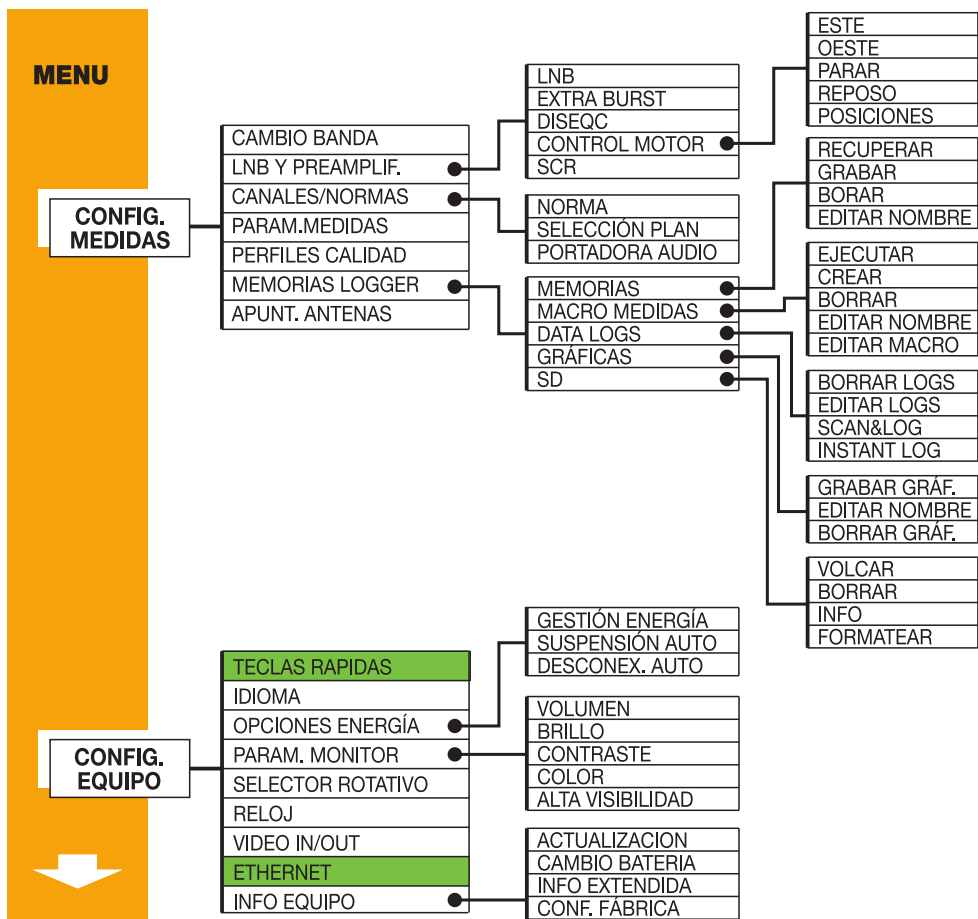 MENU
CONFIG.
MEDIDAS
CAMBIO BANDA
LNB Y PREAMPLIF.
CANALES/NORMAS
PARAM.MEDIDAS
PERFILES CALIDAD
MEMORIAS LOGGER
APUNT. ANTENAS
LNB
EXTRA BURST
DISEQC
CONTROL MOTOR
SCR
NORMA
SELECCIÓN PLAN
PORTADORA AUDIO
MEMORIAS
MACRO MEDIDAS
DATA LOGS
GRÁFICAS
SD
ESTE
OESTE
PARAR
REPOSO
POSICIONES
RECUPERAR
GRABAR
BORAR
EDITAR NOMBRE
EJECUTAR
CREAR
BORRAR
EDITAR NOMBRE
EDITAR MACRO
BORRAR LOGS
EDITAR LOGS
SCAN&LOG
INSTANT LOG
GRABAR GRÁF.
EDITAR NOMBRE
BORRAR GRÁF.
VOLCAR
BORRAR
INFO
FORMATEAR
CONFIG.
EQUIPO
TECLAS RAPIDAS
IDIOMA
OPCIONES ENERGÍA
PARAM. MONITOR
SELECTOR ROTATIVO
RELOJ
VIDEO IN/OUT
ETHERNET
INFO EQUIPO
GESTIÓN ENERGÍA
SUSPENSIÓN AUTO
DESCONEX. AUTO
VOLUMEN
BRILLO
CONTRASTE
COLOR
ALTA VISIBILIDAD
ACTUALIZACION
CAMBIO BATERIA
INFO EXTENDIDA
CONF. FÁBRICA